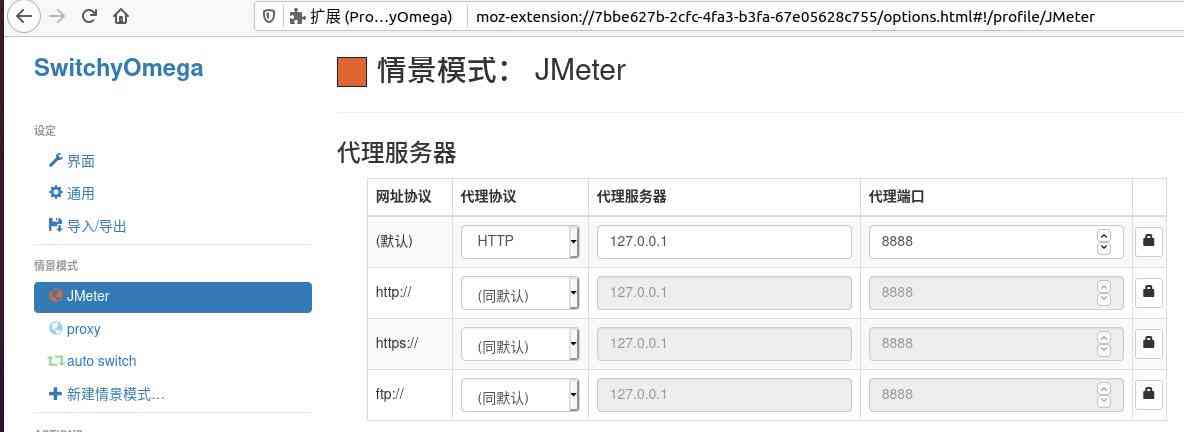 扩展 (Pro…yOmega) moz-extension://7bbe627b-2cfc-4fa3-b3fa-67e05628c755/options.html#!/profile/JMeter
SwitchyOmega
情景模式： JMeter
设定
界面
通用
导入/导出
情景模式
JMeter
proxy
auto switch
新建情景模式…
代理服务器
网址协议 代理协议 代理服务器 代理端口
(默认) HTTP 127.0.0.1 8888
http:// (同默认) 127.0.0.1 8888
https:// (同默认) 127.0.0.1 8888
ftp:// (同默认) 127.0.0.1 8888